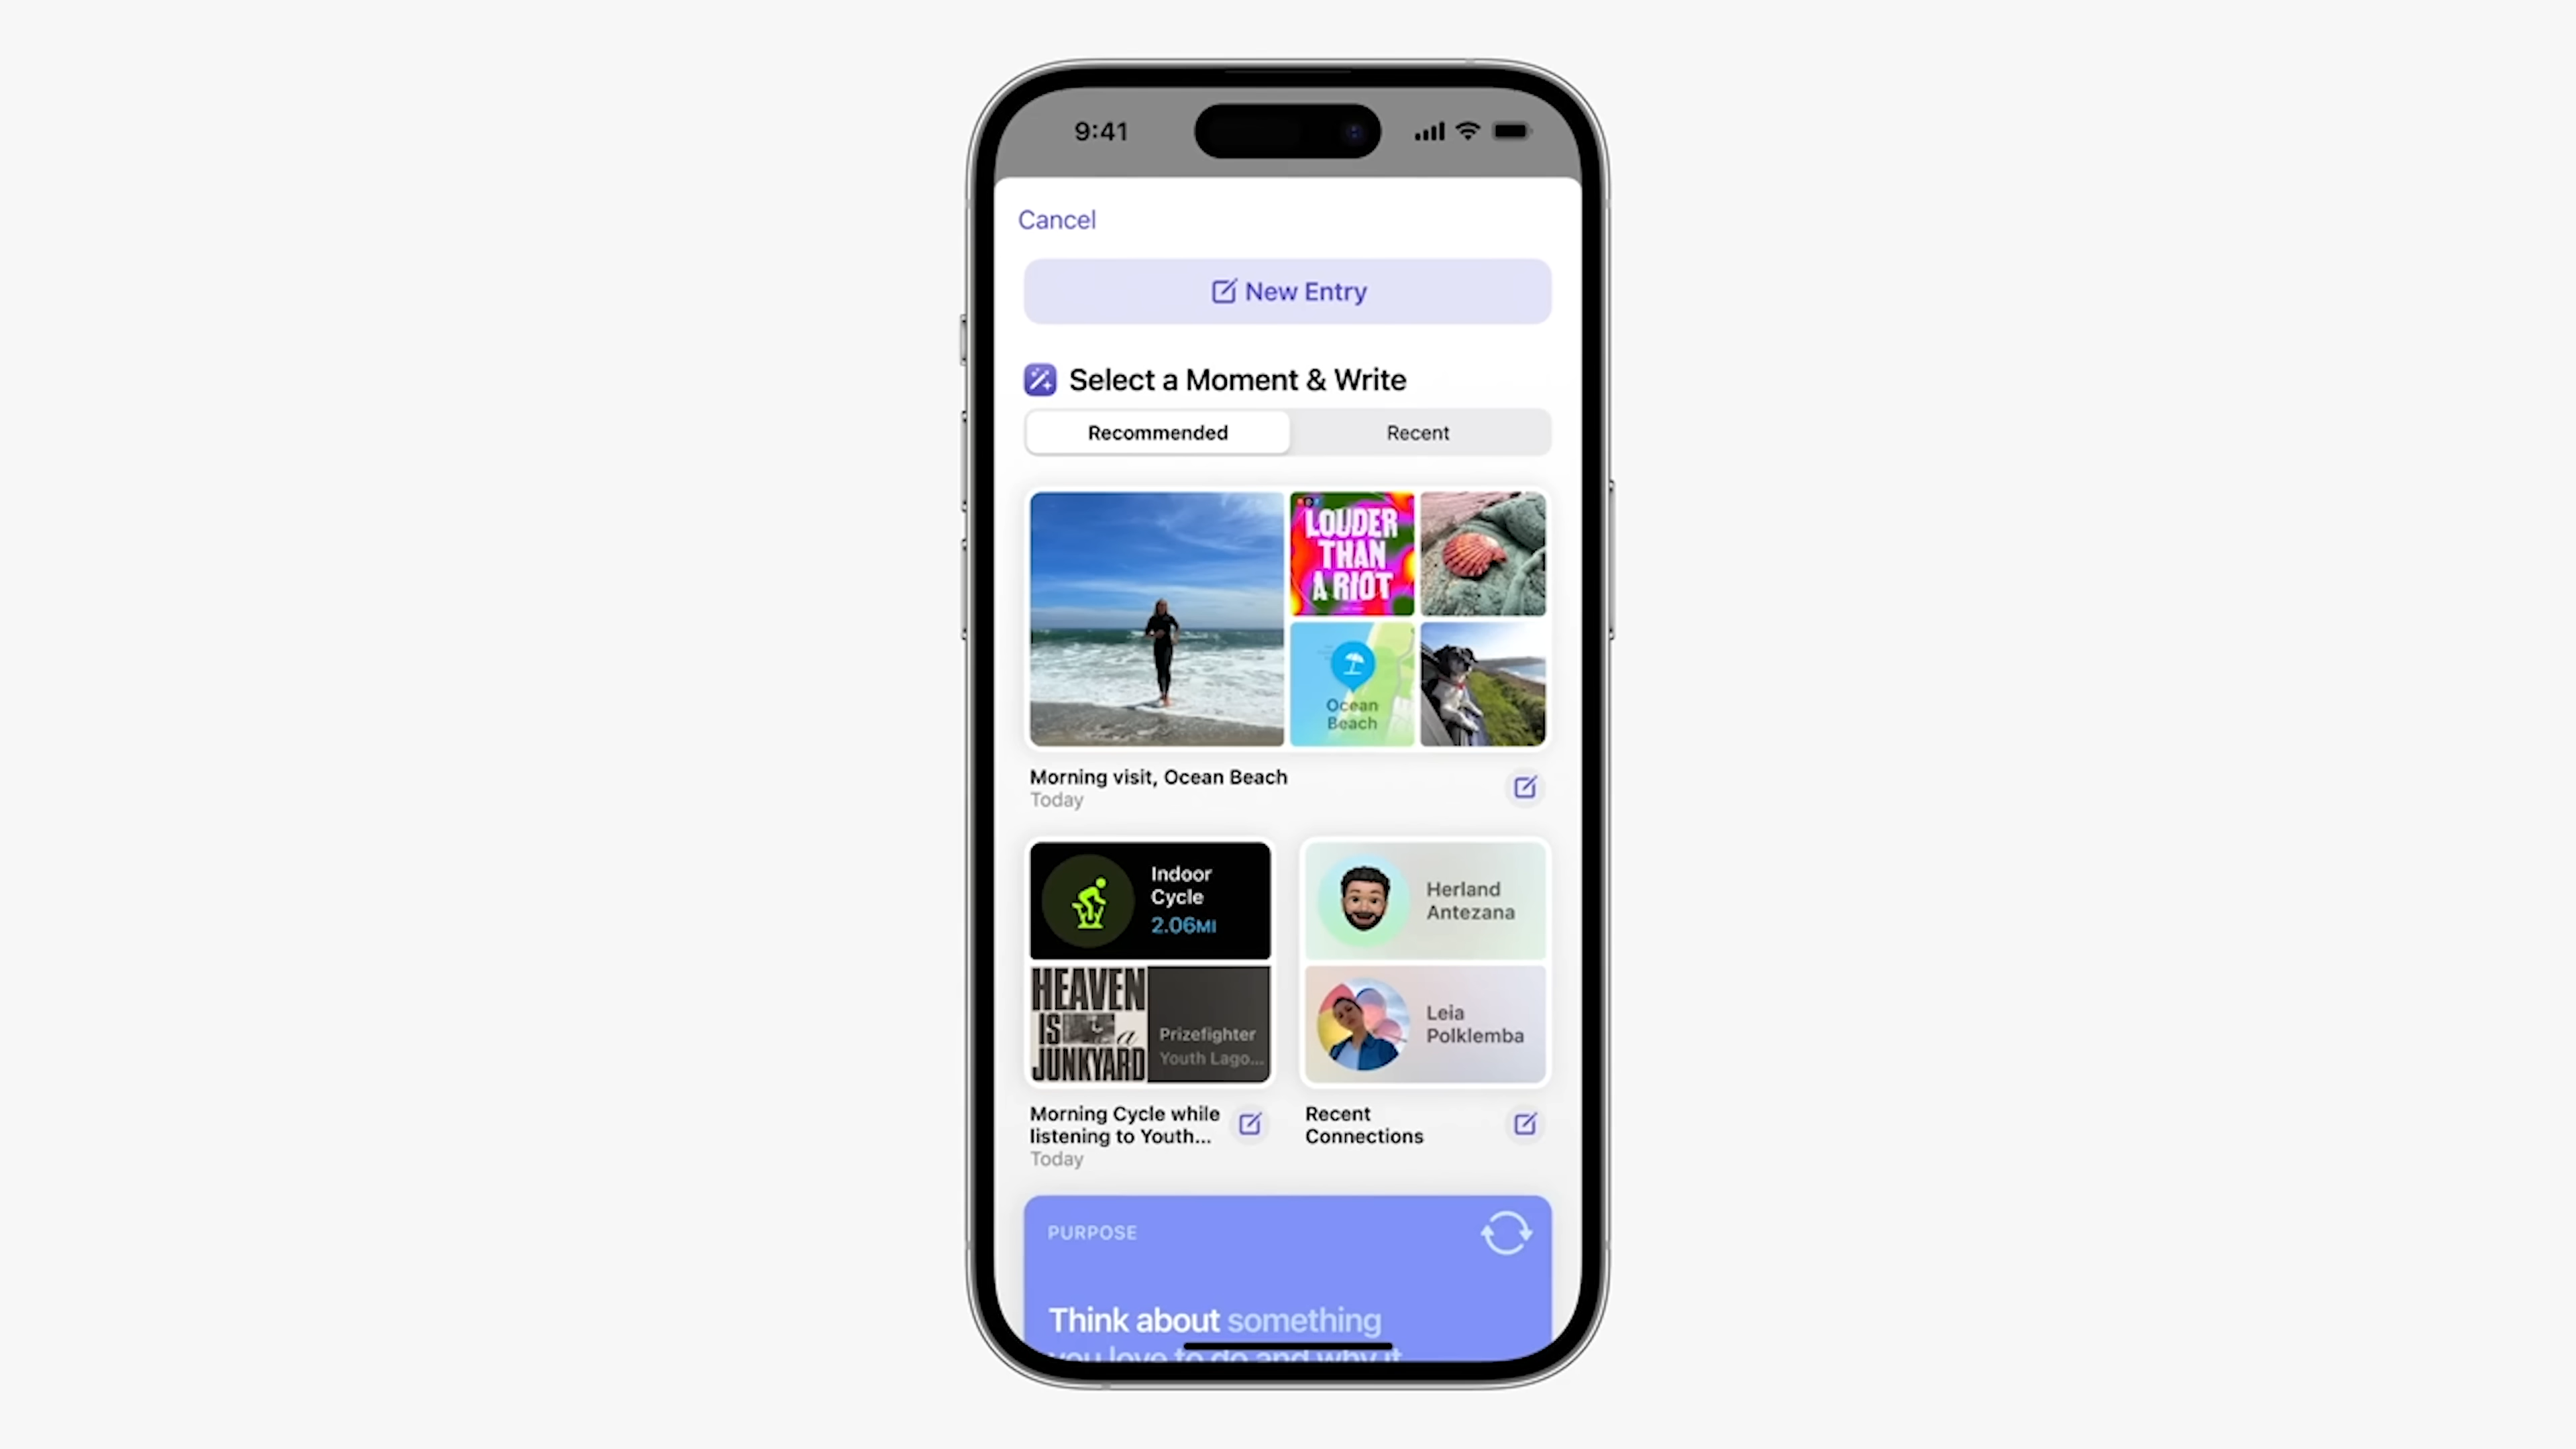 9:41
Cancel
New Entry
Select a Moment & Write
Recommended
Recent
LOUDER
THAN
A RIOT
Ocean
Beach
Morning visit, Ocean Beach
Today
Indoor
Cycle
2.06MI
HEAVEN
IS a
JUNKYARD
Prizefighter
Youth Lago...
Herland
Antezana
Leia
Polklemba
Morning Cycle while
listening to Youth...
Today
Recent
Connections
PURPOSE
Think about something
you love to do and why it